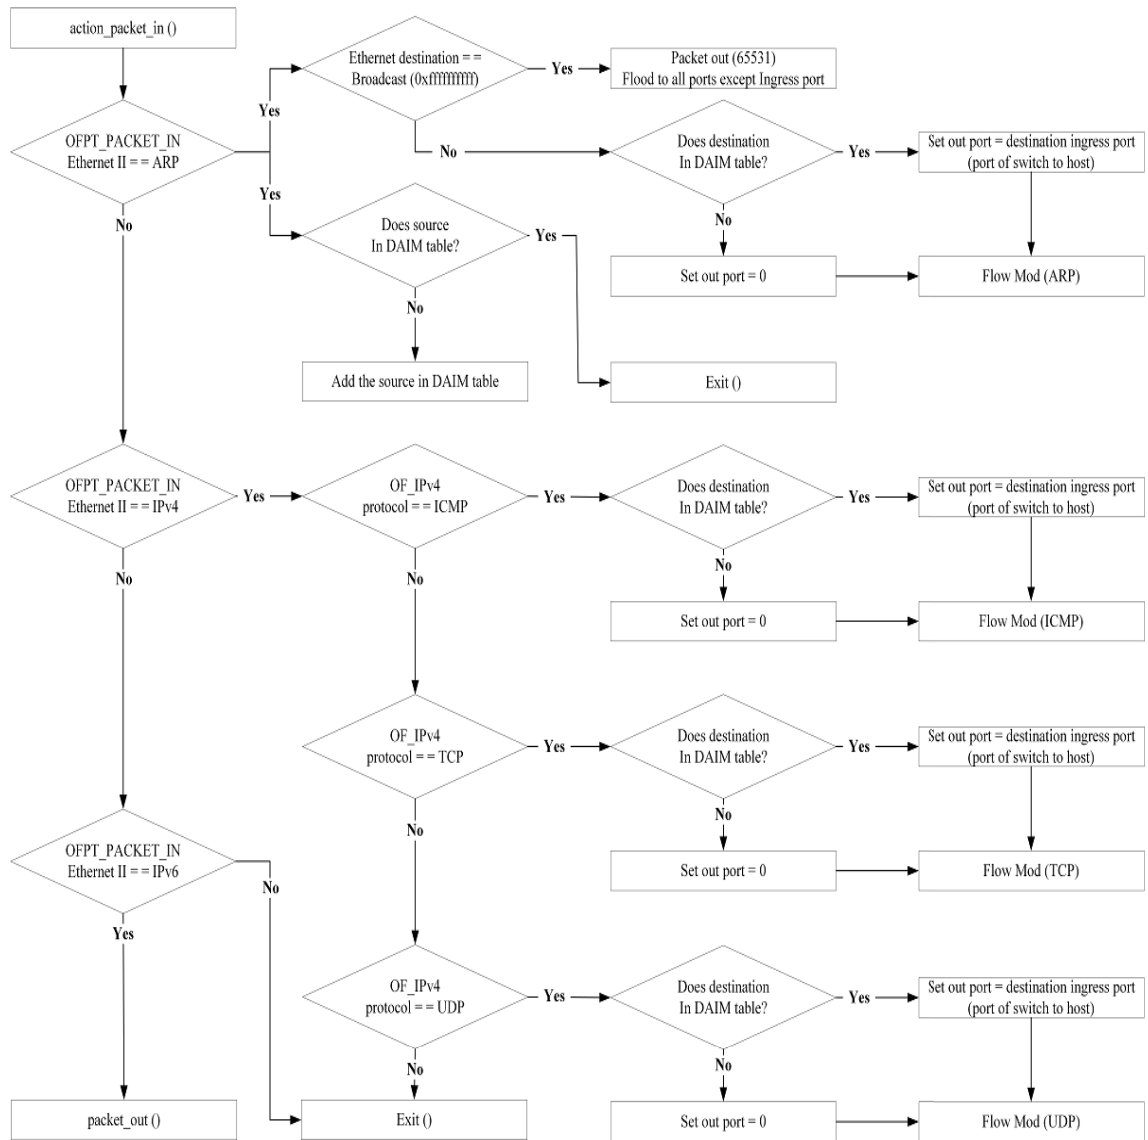 action_packet_in ()
Ethernet destination = =
Broadcast (0xffffffffff)
Yes
Packet out (65531)
Flood to all ports except Ingress port
Yes
OFPT_PACKET_IN
Ethernet II = = ARP
No
Does destination
In DAIM table?
Yes
Set out port = destination ingress port
(port of switch to host)
Yes
No
Does source
In DAIM table?
Yes
No
Set out port = 0
Flow Mod (ARP)
No
Add the source in DAIM table
Exit ()
OFPT_PACKET_IN
Ethernet II = = IPv4
Yes
OF_IPv4
protocol = = ICMP
Yes
Does destination
In DAIM table?
Yes
Set out port = destination ingress port
(port of switch to host)
No
No
No
Set out port = 0
Flow Mod (ICMP)
OF_IPv4
protocol = = TCP
Yes
Does destination
In DAIM table?
Yes
Set out port = destination ingress port
(port of switch to host)
No
No
Set out port = 0
Flow Mod (TCP)
OFPT_PACKET_IN
Ethernet II = = IPv6
No
Yes
OF_IPv4
protocol = = UDP
Yes
Does destination
In DAIM table?
Yes
Set out port = destination ingress port
(port of switch to host)
No
No
packet_out ()
Exit ()
Set out port = 0
Flow Mod (UDP)